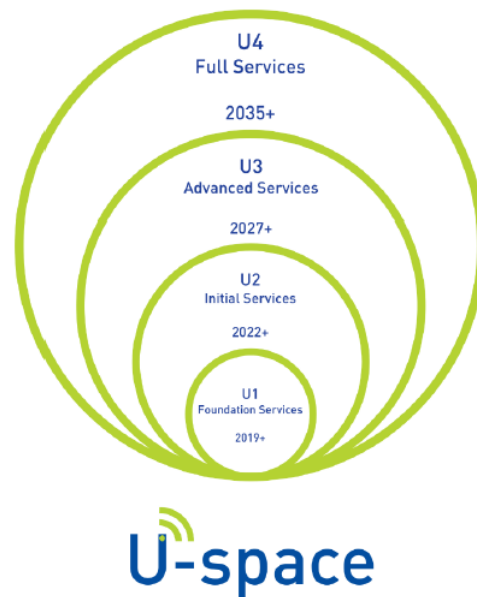 U4
Full Services
2035+
U3
Advanced Services
2027+
U2
Initial Services
2022+
U1
Foundation Services
2019+
U-space